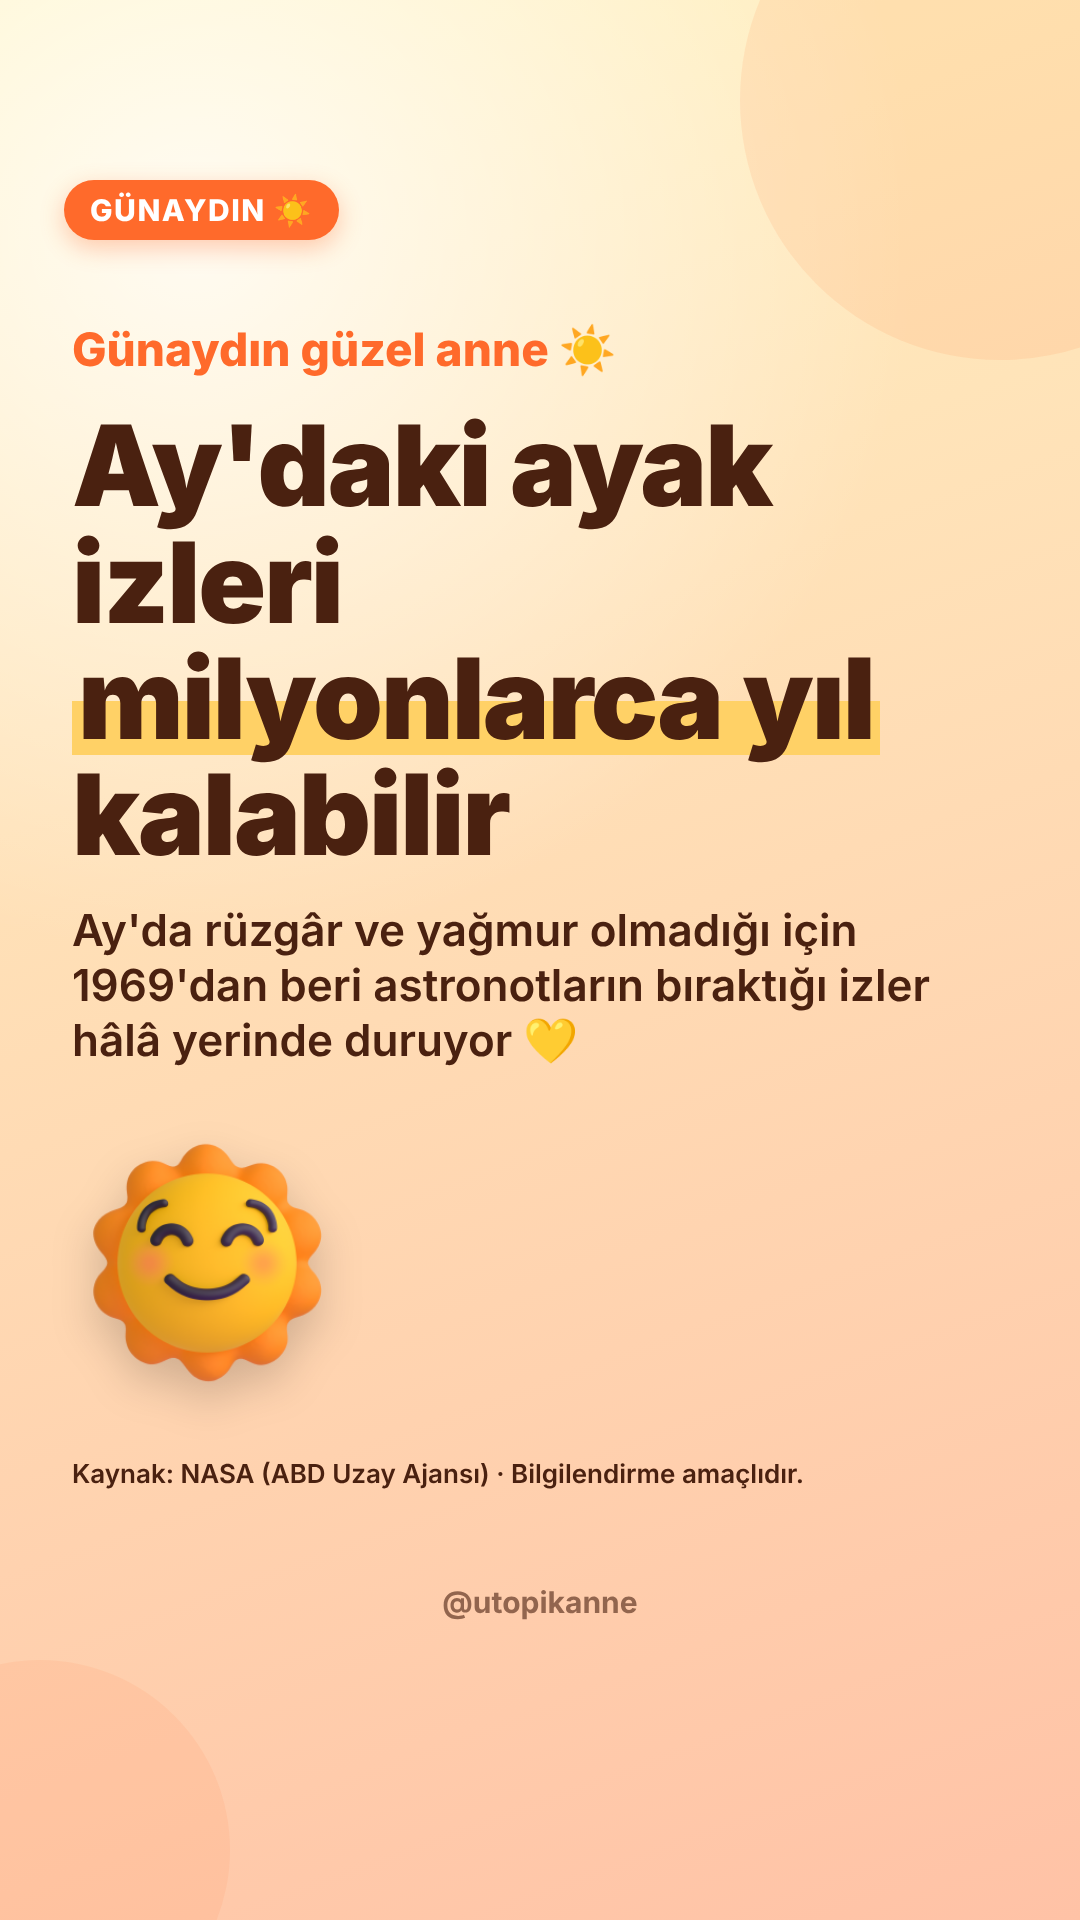 GÜNAYDIN ☀️
Günaydın güzel anne ☀️
Ay'daki ayak
izleri
milyonlarca yıl
kalabilir
Ay'da rüzgâr ve yağmur olmadığı için
1969'dan beri astronotların bıraktığı izler
hâlâ yerinde duruyor 💛
Kaynak: NASA (ABD Uzay Ajansı) · Bilgilendirme amaçlıdır.
@utopikanne